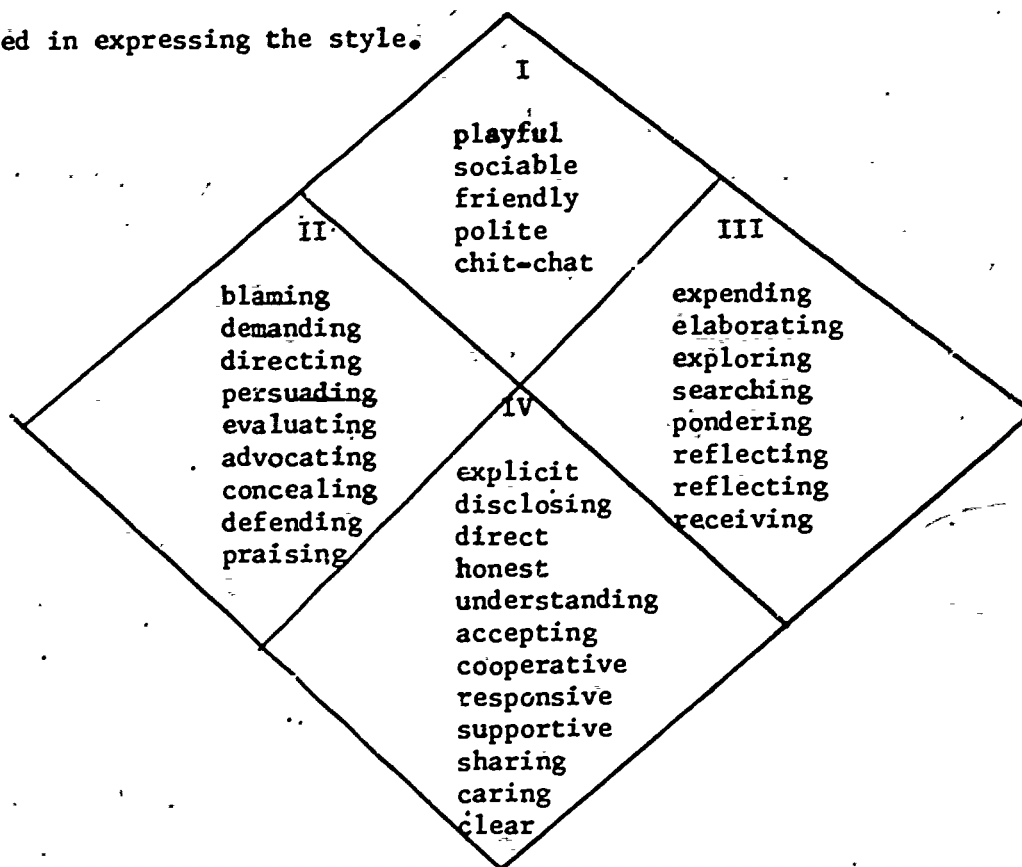 ed in expressing the style.
I
playful
sociable
friendly
polite
chit-chat
II
blaming
demanding
directing
persuading
evaluating
advocating
concealing
defending
praising
III
expending
elaborating
exploring
searching
pondering
reflecting
reflecting
receiving
IV
explicit
disclosing
direct
honest
understanding
accepting
cooperative
responsive
supportive
sharing
caring
clear